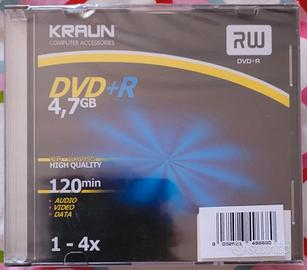 KRAUN
COMPUTER ACCESSORIES
RW
DVD+R
DVD+R
4,7GB
HIGH QUALITY
120min
AUDIO
VIDEO
DATA
1 - 4x